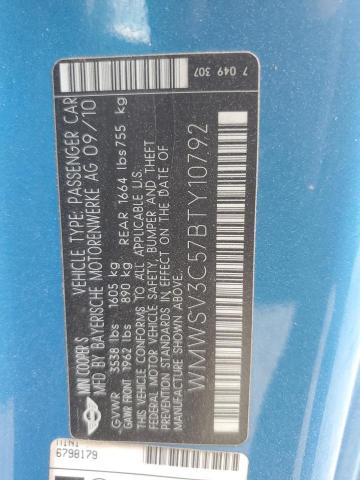 MINI COOPER S
VEHICLE TYPE: PASSENGER CAR
MFD BY BAYERISCHE MOTORENWERKE AG 09/10
GVWR 3538 lbs 1605 kg
GAWR FRONT 1962 lbs 890 kg REAR 1664 lbs 755 kg
THIS VEHICLE CONFORMS TO ALL APPLICABLE U.S.
FEDERAL MOTOR VEHICLE SAFETY, BUMPER AND THEFT
PREVENTION STANDARDS IN EFFECT ON THE DATE OF
MANUFACTURE SHOWN ABOVE.
WMWSV3C57BTY10792
7 049 307
MINI
6798179